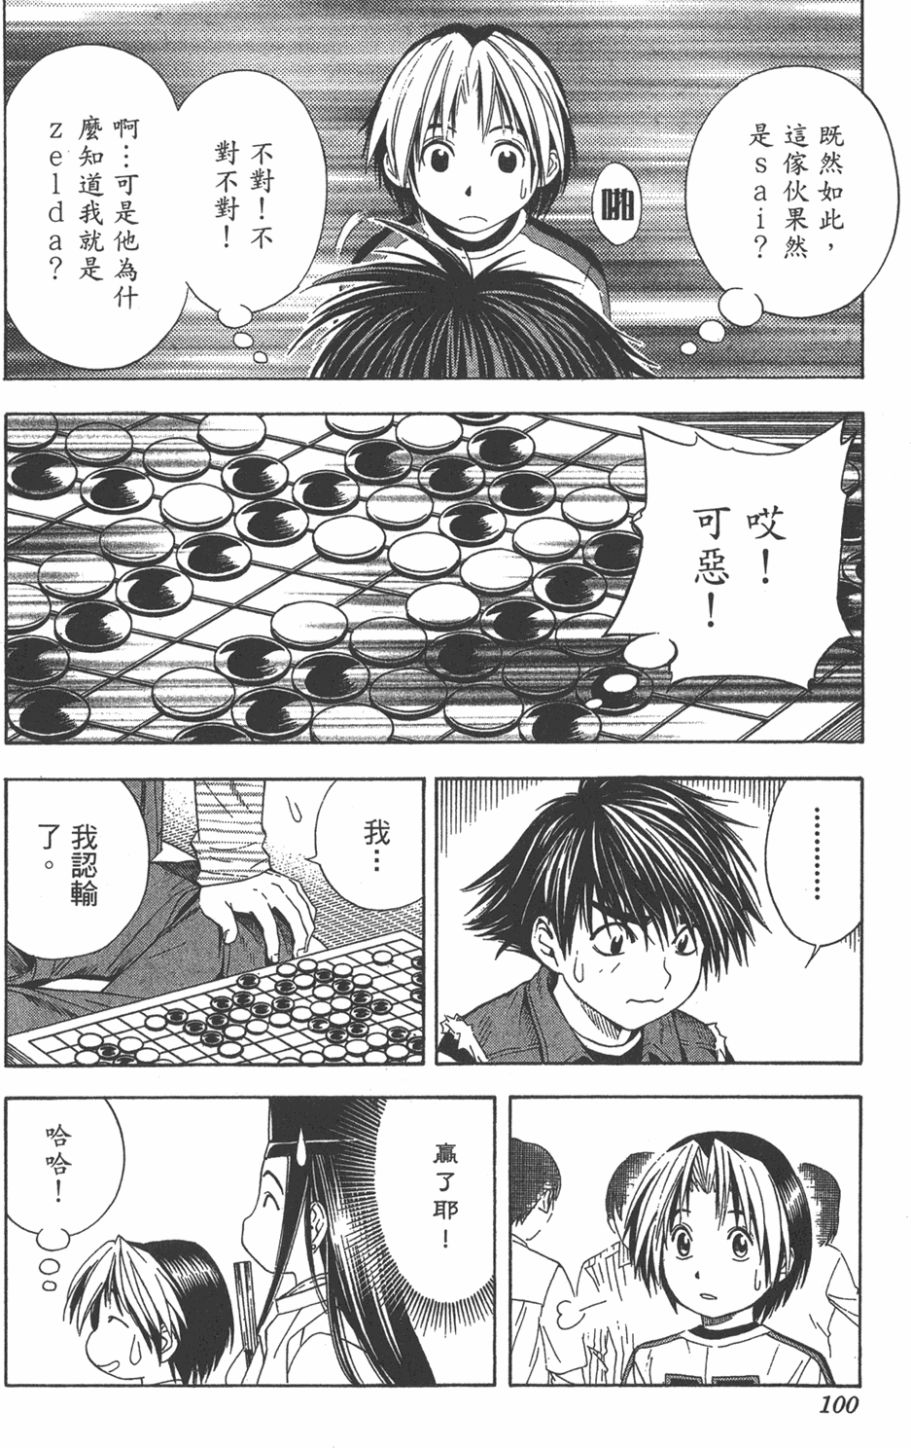 既然如此，
這傢伙果然
是sai？
啪
不對！不
對不對！
啊…可是他為什
麼知道我就是
zelda？
哎！
可惡！
…………
我…
我認輸
了。
贏了耶！
哈
哈！
100